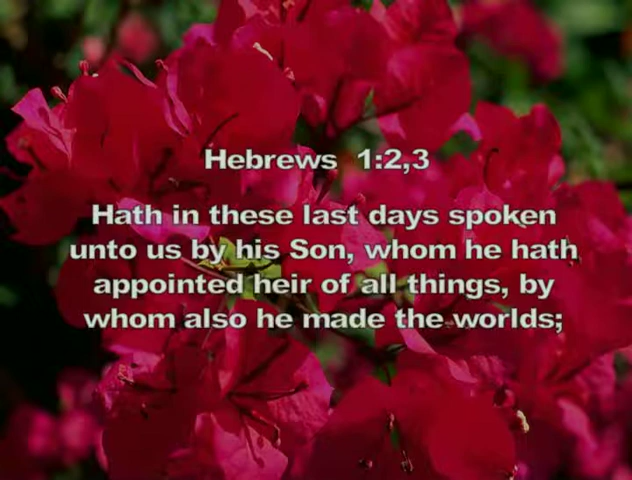 Hebrews 1:2,3
Hath in these last days spoken
unto us by his Son, whom he hath
appointed heir of all things, by
whom also he made the worlds;